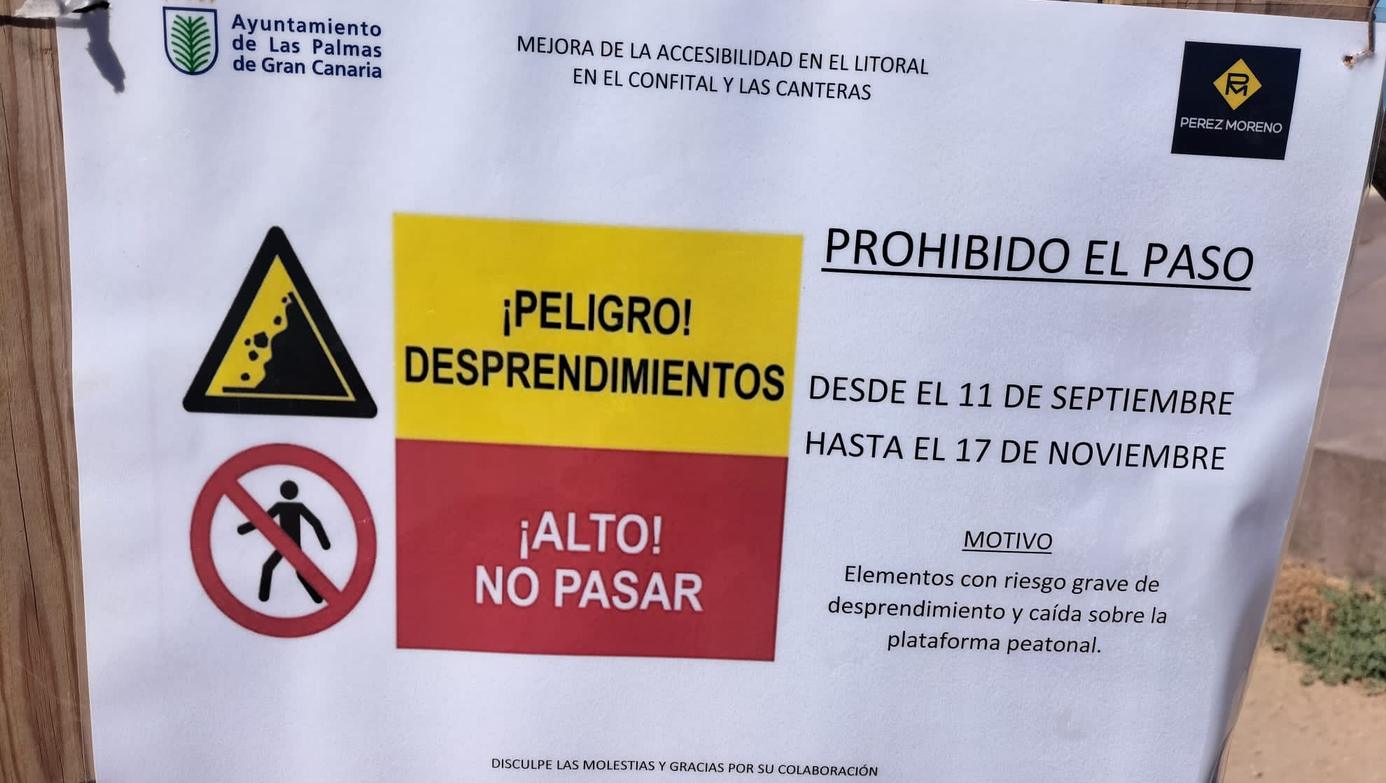 Ayuntamiento
de Las Palmas
de Gran Canaria
MEJORA DE LA ACCESIBILIDAD EN EL LITORAL
EN EL CONFITAL Y LAS CANTERAS
PM
PEREZ MORENO
¡PELIGRO!
DESPRENDIMIENTOS
¡ALTO!
NO PASAR
PROHIBIDO EL PASO
DESDE EL 11 DE SEPTIEMBRE
HASTA EL 17 DE NOVIEMBRE
MOTIVO
Elementos con riesgo grave de
desprendimiento y caída sobre la
plataforma peatonal.
DISCULPE LAS MOLESTIAS Y GRACIAS POR SU COLABORACIÓN